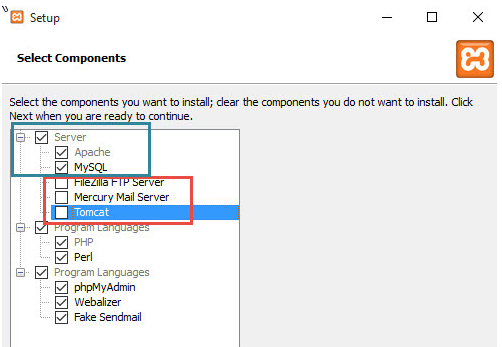 Setup
Select Components
Select the components you want to install; clear the components you do not want to install. Click
Next when you are ready to continue.
Server
Apache
MySQL
FileZilla FTP Server
Mercury Mail Server
Tomcat
Program Languages
PHP
Perl
Program Languages
phpMyAdmin
Webalizer
Fake Sendmail